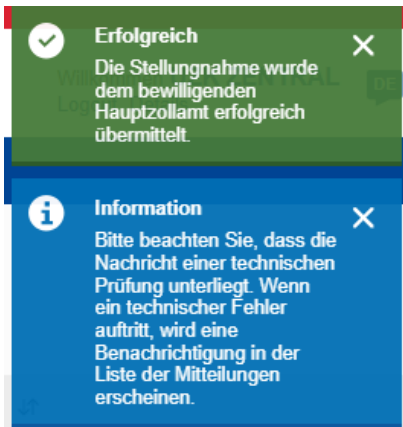 Erfolgreich
Die Stellungnahme wurde
dem bewilligenden
Hauptzollamt erfolgreich
übermittelt.
DE
Information
Bitte beachten Sie, dass die
Nachricht einer technischen
Prüfung unterliegt. Wenn
ein technischer Fehler
auftritt, wird eine
Benachrichtigung in der
Liste der Mitteilungen
erscheinen.